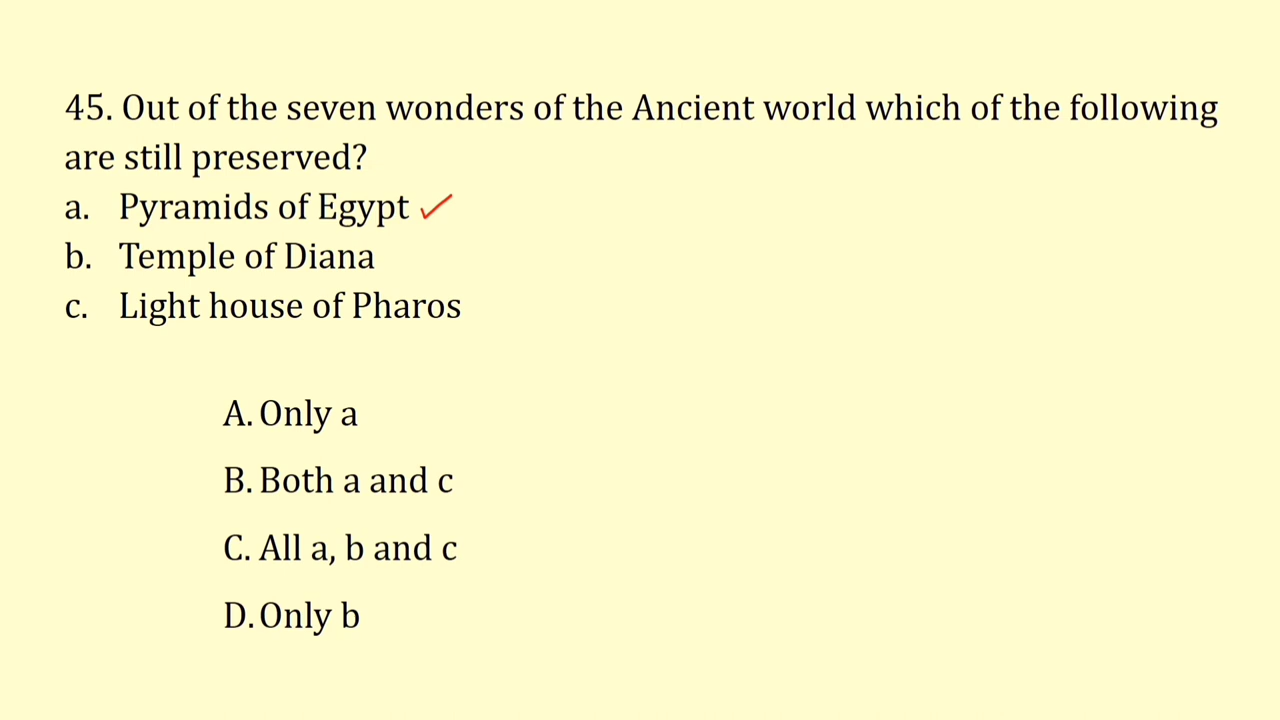 45. Out of the seven wonders of the Ancient world which of the following
are still preserved?
a. Pyramids of Egypt ✓
b. Temple of Diana
c. Light house of Pharos
A. Only a
B. Both a and c
C. All a, b and c
D. Only b